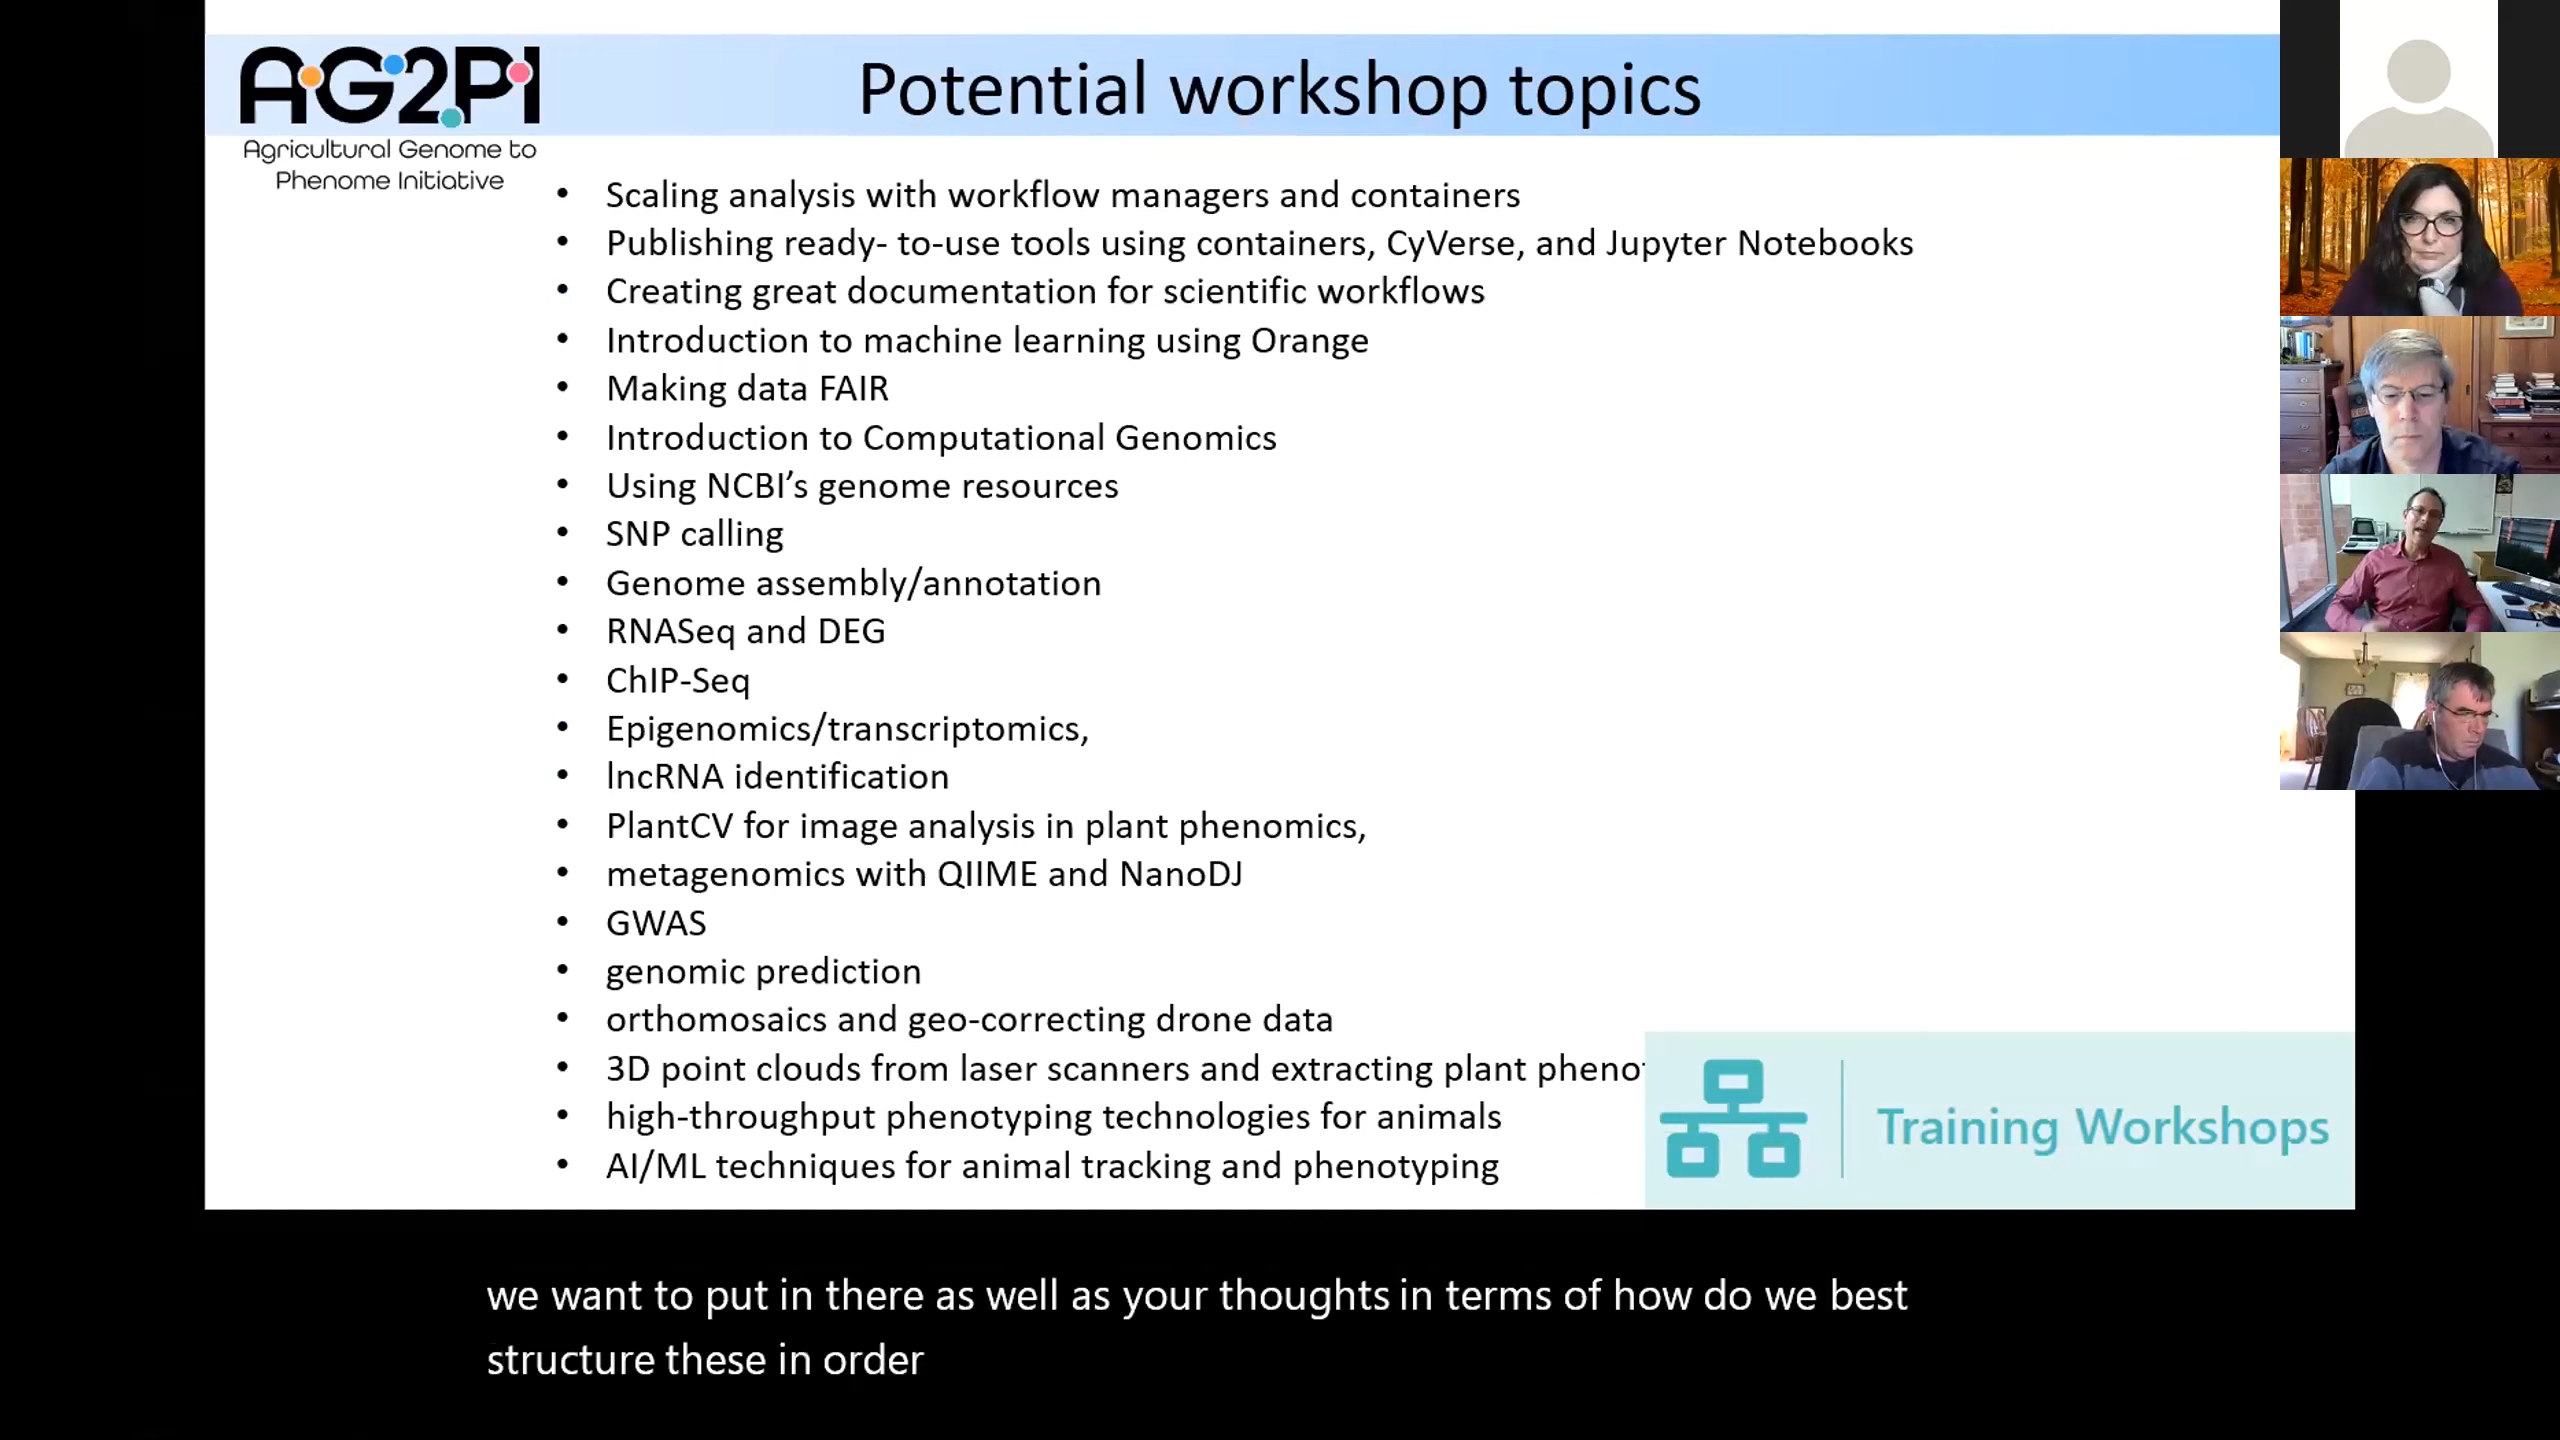 AG2PI
Agricultural Genome to
Phenome Initiative
Potential workshop topics
• Scaling analysis with workflow managers and containers
• Publishing ready- to-use tools using containers, CyVerse, and Jupyter Notebooks
• Creating great documentation for scientific workflows
• Introduction to machine learning using Orange
• Making data FAIR
• Introduction to Computational Genomics
• Using NCBI’s genome resources
• SNP calling
• Genome assembly/annotation
• RNASeq and DEG
• ChIP-Seq
• Epigenomics/transcriptomics,
• lncRNA identification
• PlantCV for image analysis in plant phenomics,
• metagenomics with QIIME and NanoDJ
• GWAS
• genomic prediction
• orthomosaics and geo-correcting drone data
• 3D point clouds from laser scanners and extracting plant
• high-throughput phenotyping technologies for animals
• AI/ML techniques for animal tracking and phenotyping
Training Workshops
we want to put in there as well as your thoughts in terms of how do we best
structure these in order